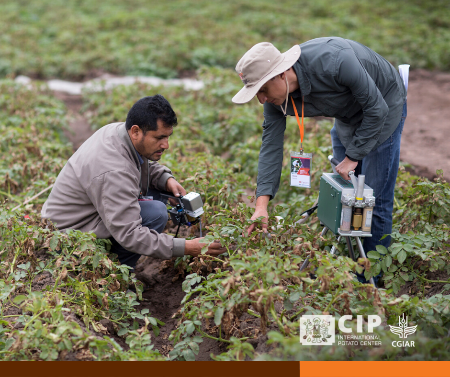 CIP
INTERNATIONAL
POTATO CENTER
CGIAR